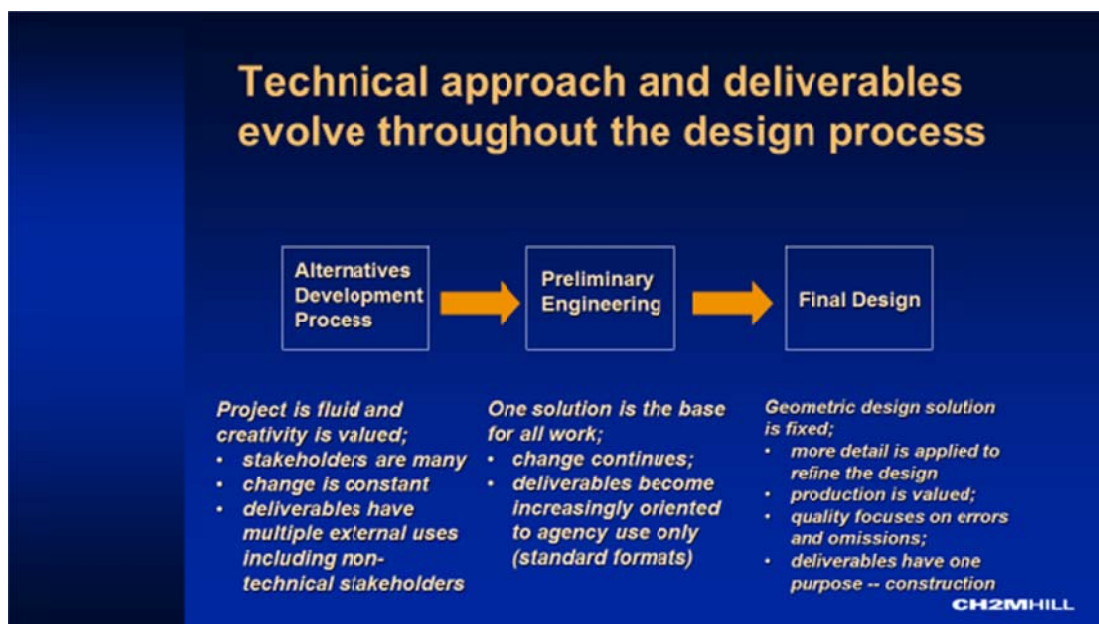 Technical approach and deliverables
evolve throughout the design process
Alternatives
Development
Process
Preliminary
Engineering
Final Design
Project is fluid and
creativity is valued;
• stakeholders are many
• change is constant
• deliverables have
multiple external uses
including non-
technical stakeholders
One solution is the base
for all work;
• change continues;
• deliverables become
increasingly oriented
to agency use only
(standard formats)
Geometric design solution
is fixed;
• more detail is applied to
refine the design
• production is valued;
• quality focuses on errors
and omissions;
• deliverables have one
purpose -- construction
CH2MHILL